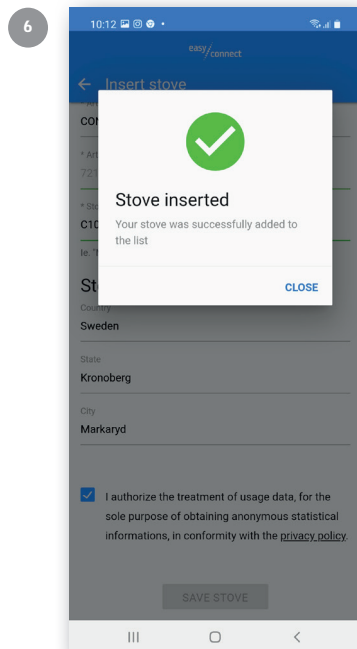 6
10:12
easy/connect
Insert stove
Stove inserted
Your stove was successfully added to
the list
CLOSE
Country
Sweden
State
Kronoberg
City
Markaryd
I authorize the treatment of usage data, for the
sole purpose of obtaining anonymous statistical
informations, in conformity with the privacy policy.
SAVE STOVE